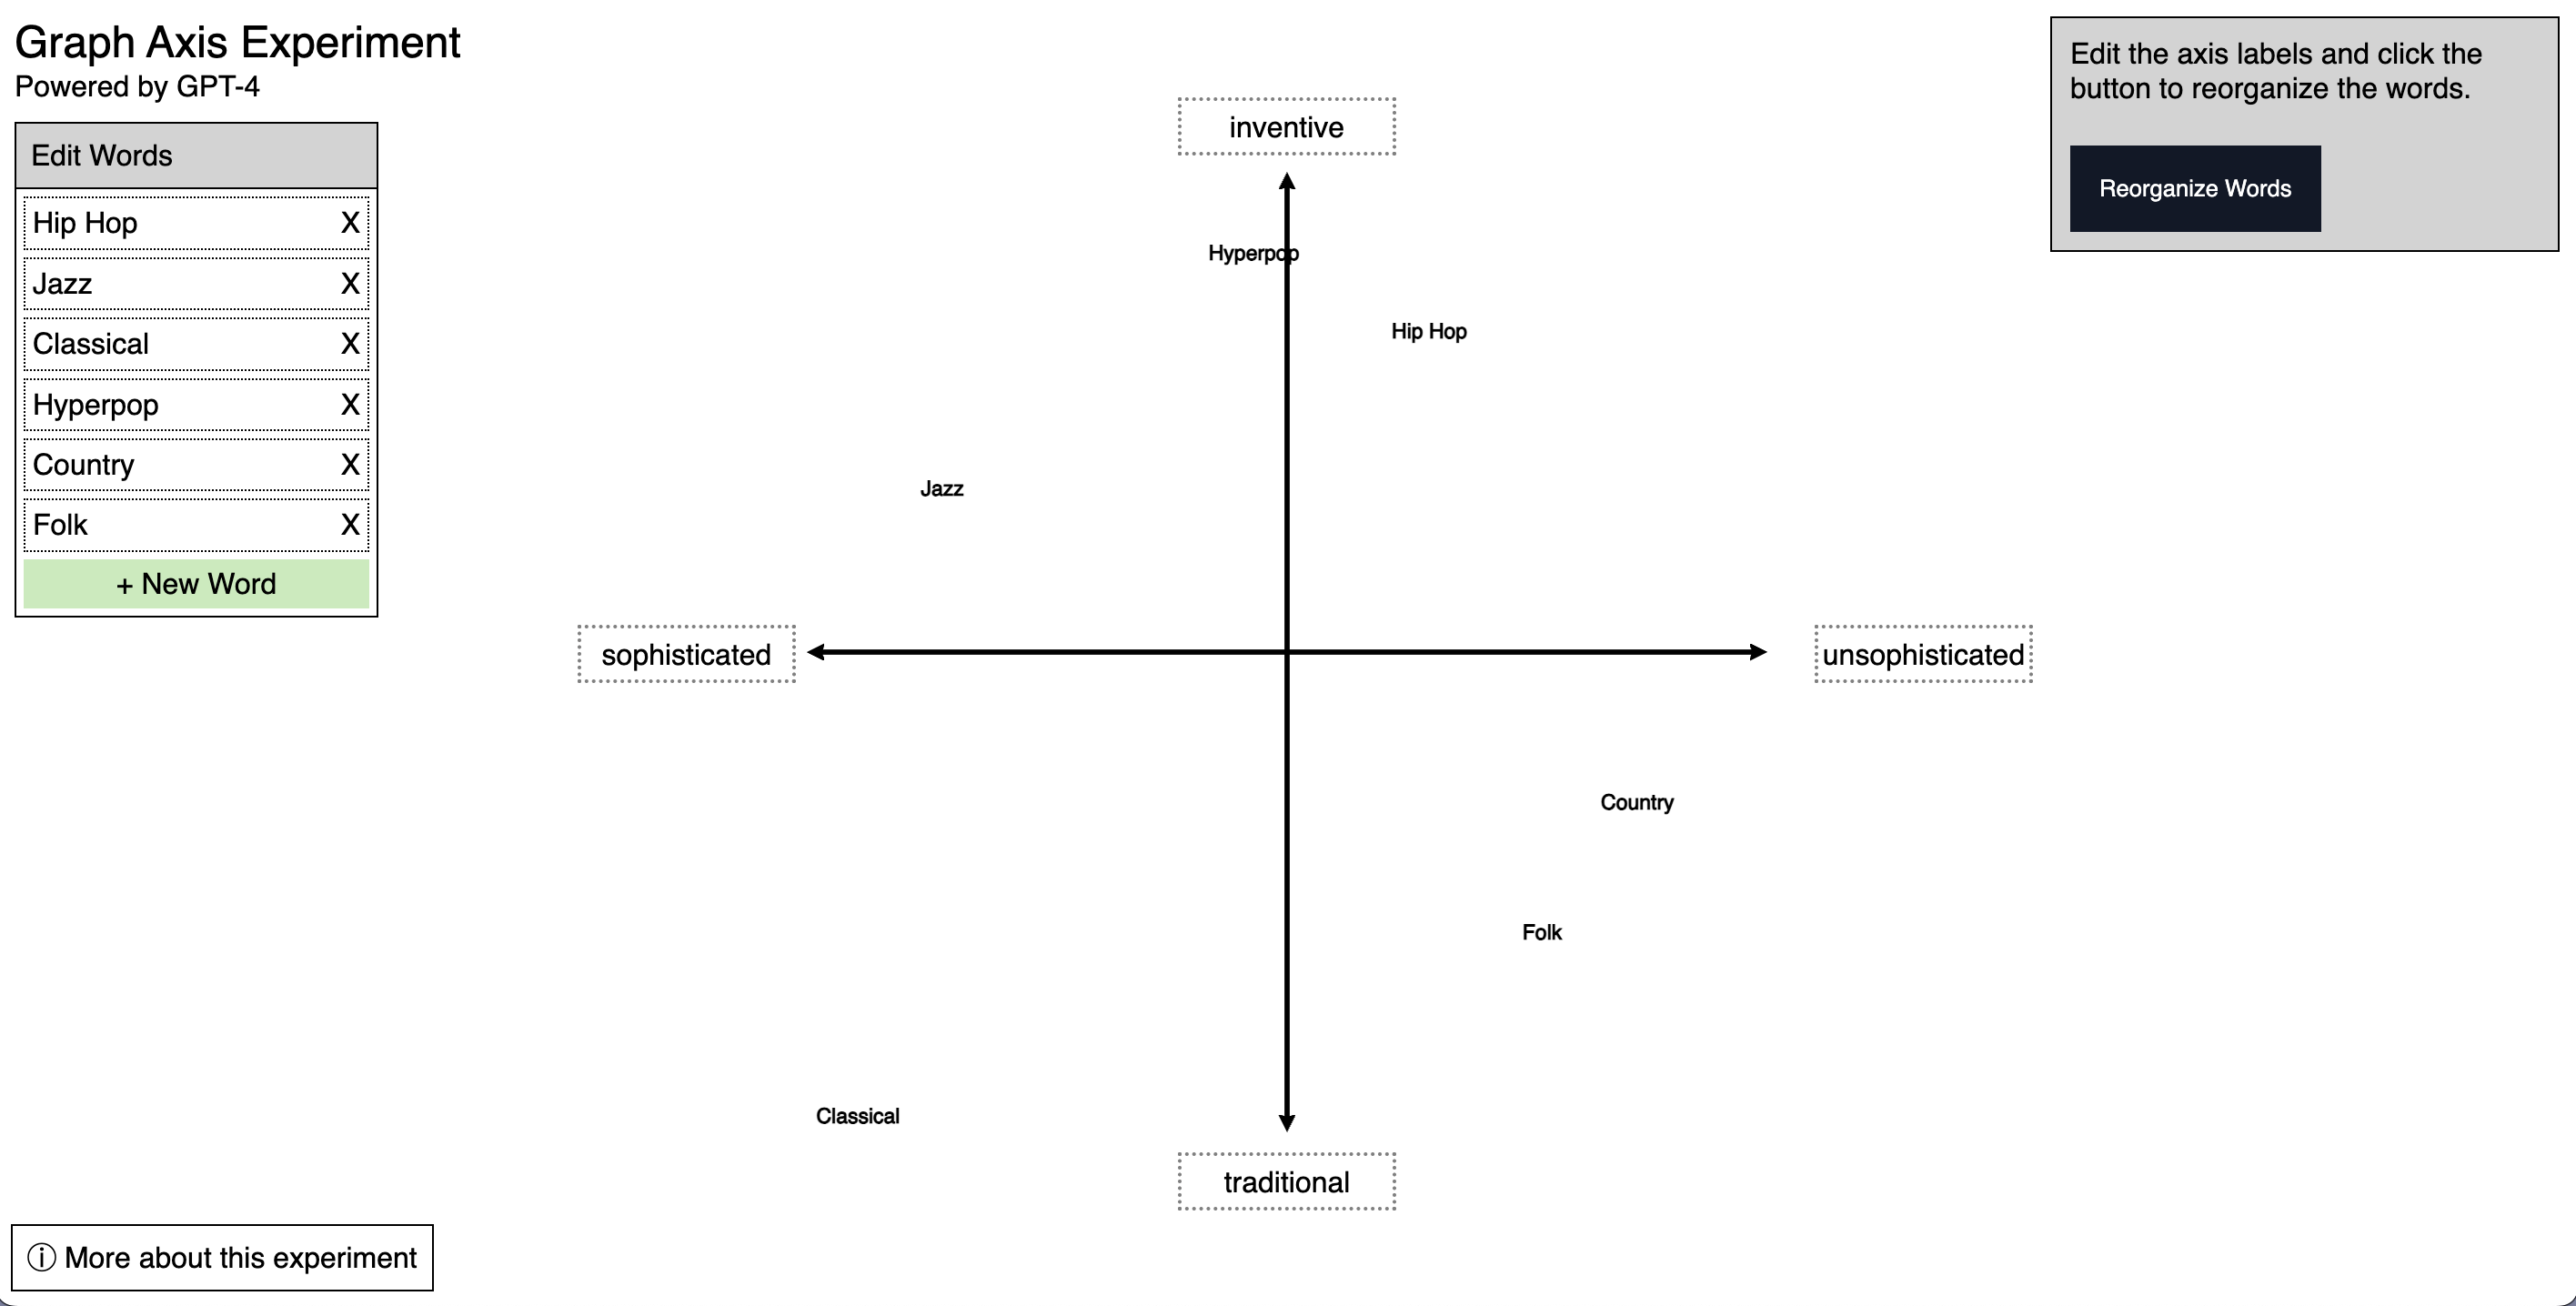 Graph Axis Experiment
Powered by GPT-4
Edit Words
Hip Hop X
Jazz X
Classical X
Hyperpop X
Country X
Folk X
+ New Word
inventive
Hyperpop
Hip Hop
Jazz
sophisticated
unsophisticated
Country
Folk
Classical
traditional
Edit the axis labels and click the
button to reorganize the words.
Reorganize Words
ⓘ More about this experiment